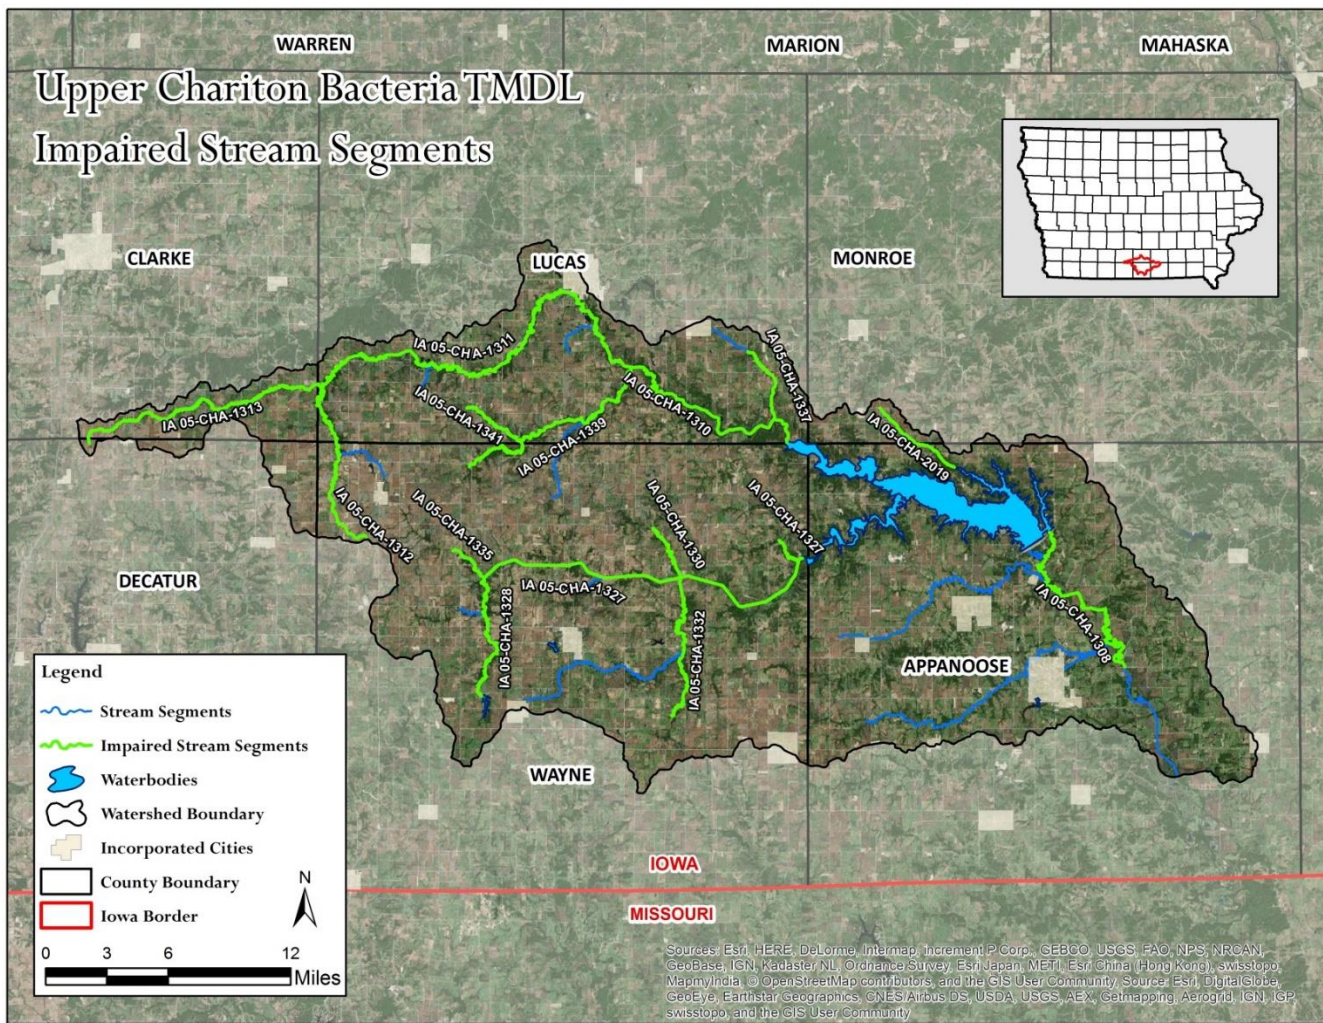 WARREN
MARION
MAHASKA
Upper Chariton Bacteria TMDL
Impaired Stream Segments
CLARKE
LUCAS
MONROE
IA 05-CHA-1311
IA 05-CHA-1337
IA 05-CHA-1313
IA 05-CHA-1341
IA 05-CHA-1310
IA 05-CHA-1339
IA 05-CHA-2019
IA 05-CHA-1312
IA 05-CHA-1335
IA 05-CHA-1330
IA 05-CHA-1327
DECATUR
IA 05-CHA-1327
IA 05-CHA-1328
IA 05-CHA-1332
IA 05-CHA-1308
APPANOOSE
WAYNE
Legend
Stream Segments
Impaired Stream Segments
Waterbodies
Watershed Boundary
Incorporated Cities
County Boundary
Iowa Border
N
0 3 6 12
Miles
IOWA
MISSOURI
Sources: Esri, HERE, DeLorme, Intermap, increment P Corp., GEBCO, USGS, FAO, NPS, NRCAN,
GeoBase, IGN, Kadaster NL, Ordnance Survey, Esri Japan, METI, Esri China (Hong Kong), swisstopo,
MapmyIndia, © OpenStreetMap contributors, and the GIS User Community, Source: Esri, DigitalGlobe,
GeoEye, Earthstar Geographics, CNES/Airbus DS, USDA, USGS, AEX, Getmapping, Aerogrid, IGN, IGP,
swisstopo, and the GIS User Community